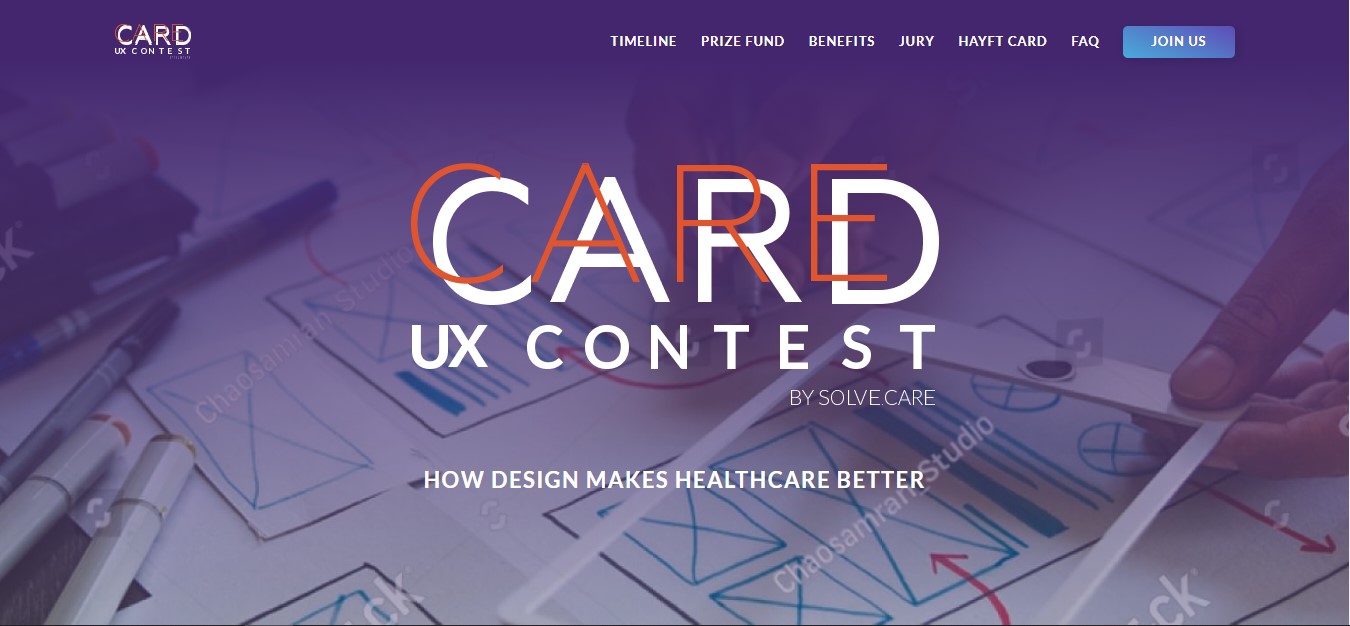 CARD
UX CONTEST
TIMELINE PRIZE FUND BENEFITS JURY HAYFT CARD FAQ JOIN US
CARE
CARD
UX CONTEST
BY SOLVE.CARE
HOW DESIGN MAKES HEALTHCARE BETTER
Chaosamran_Studio
Chaosamran_Studio